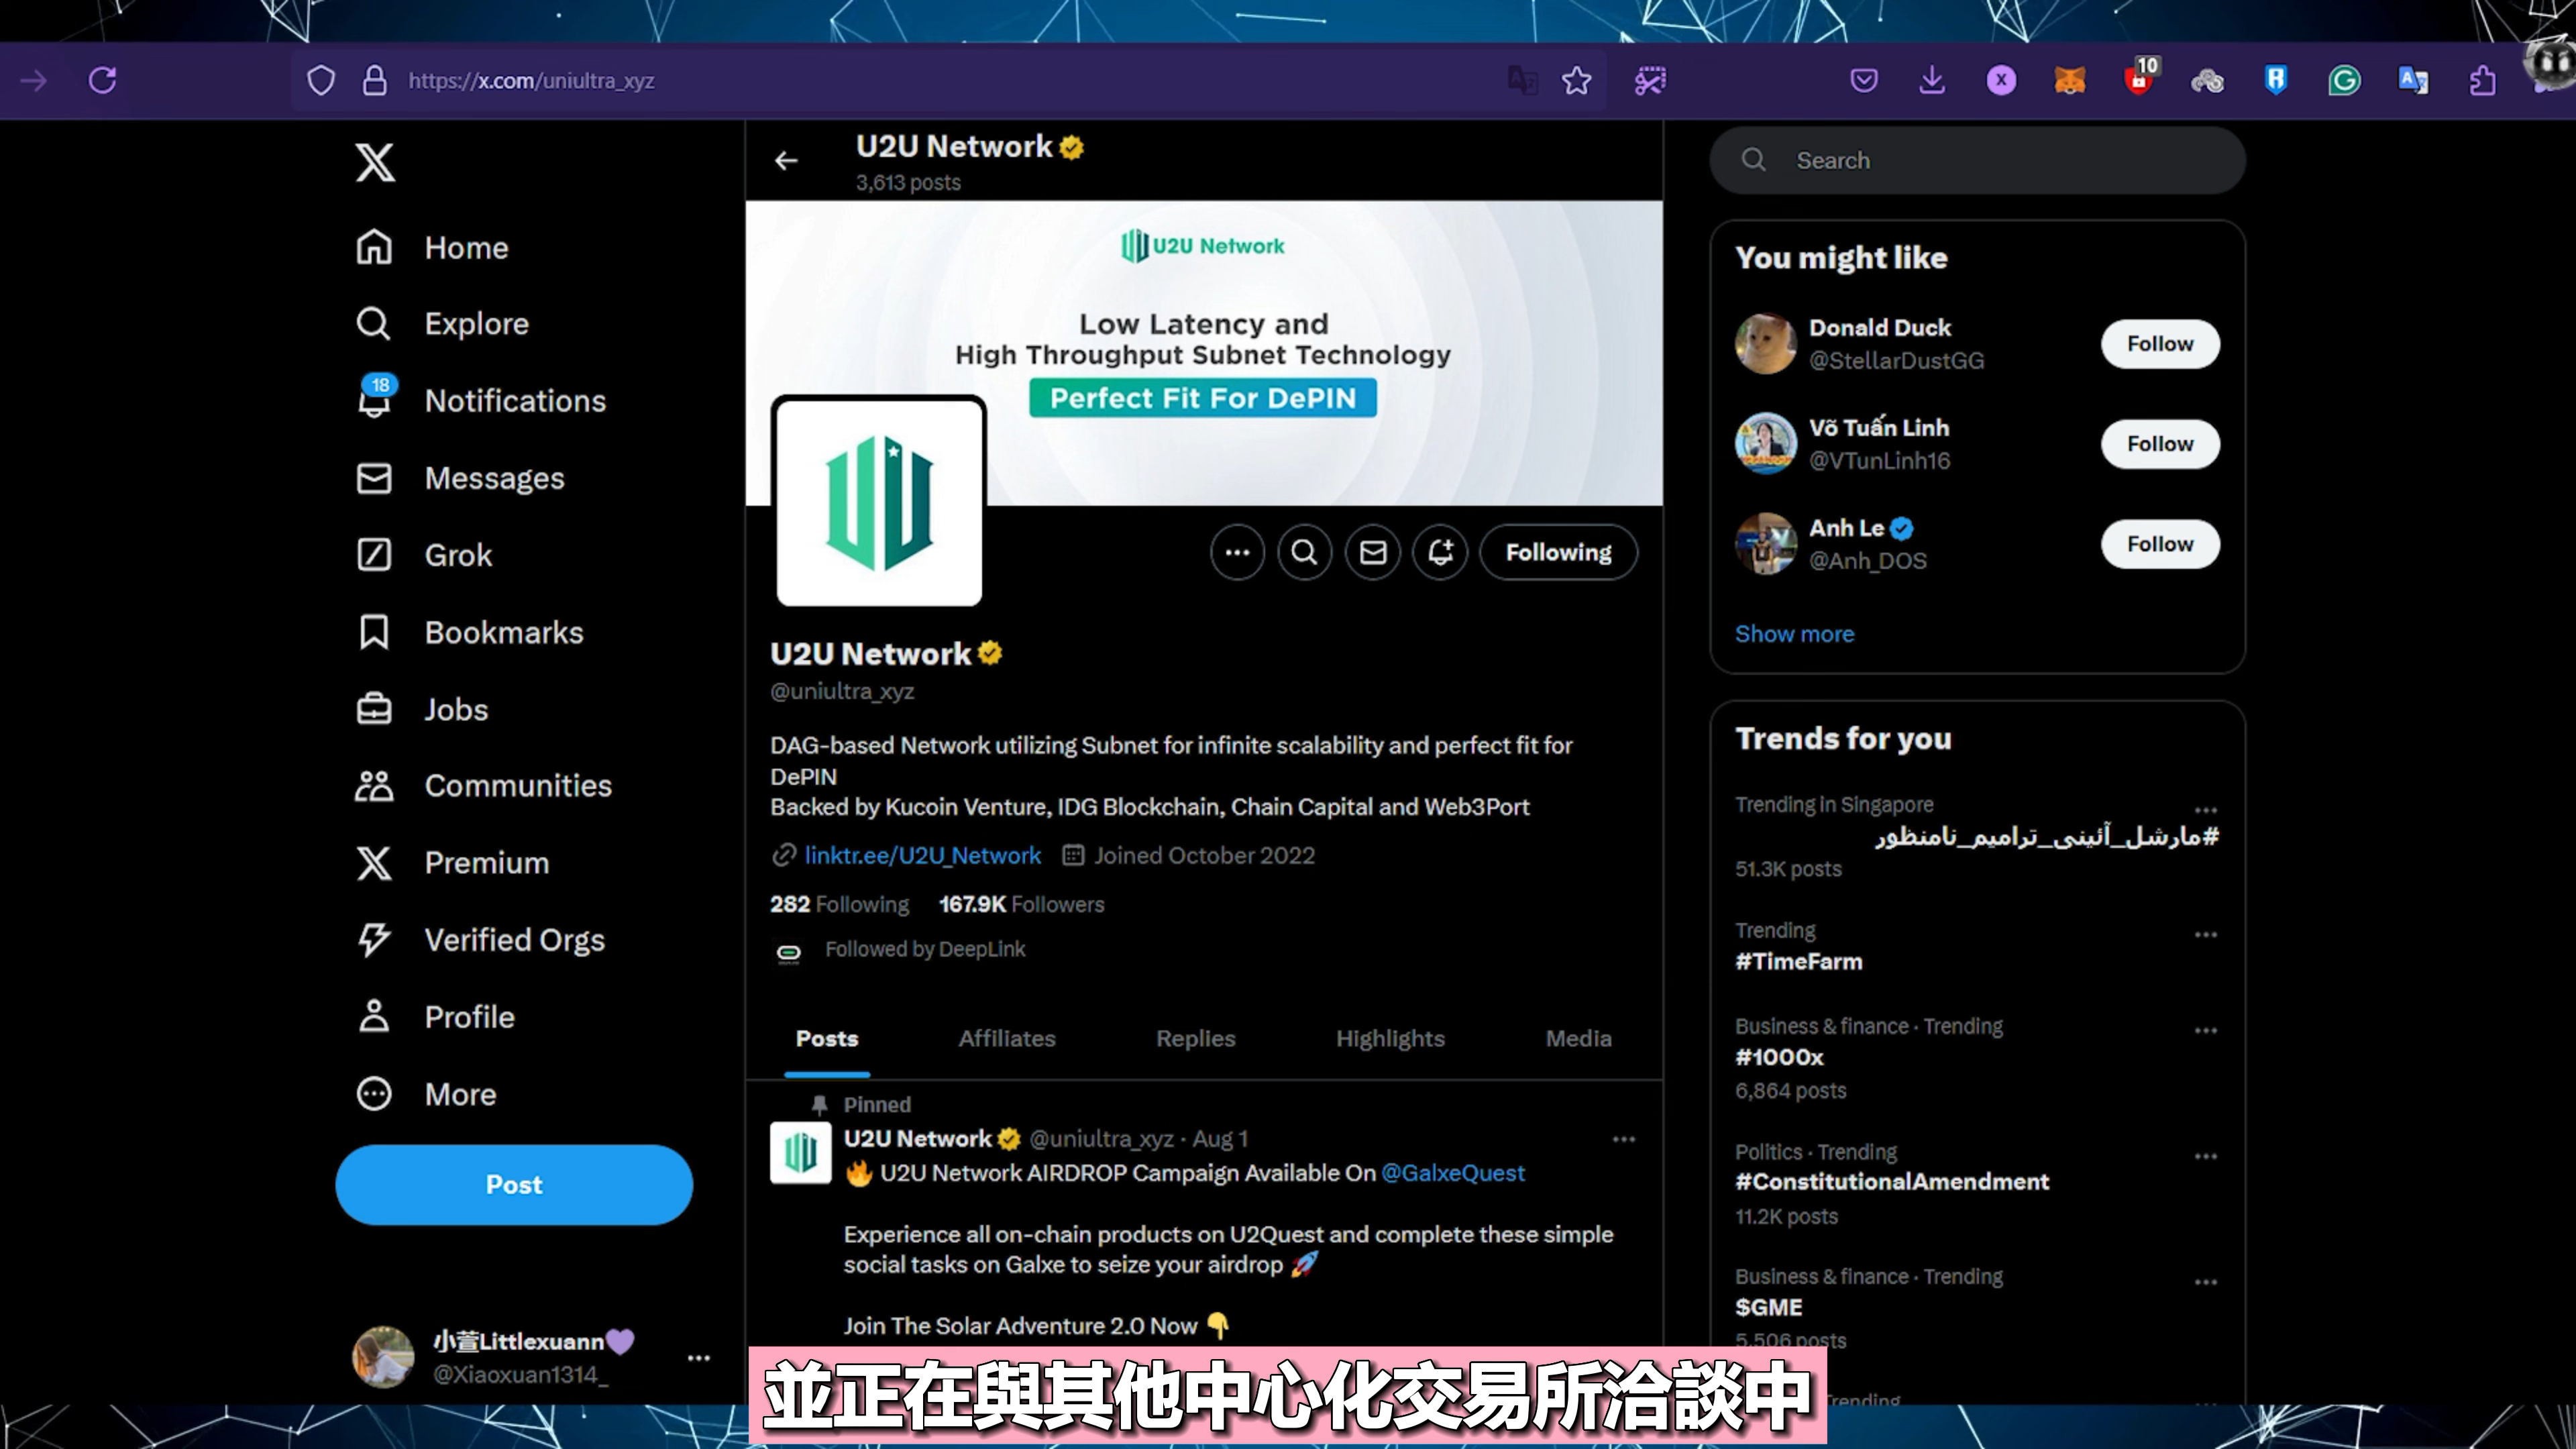 https://x.com/uniultra_xyz
10
Home
Explore
18
Notifications
Messages
Grok
Bookmarks
Jobs
Communities
Premium
Verified Orgs
Profile
More
Post
小萱Littlexuann💜
@Xiaoxuan1314_
U2U Network
3,613 posts
U2U Network
Low Latency and
High Throughput Subnet Technology
Perfect Fit For DePIN
Following
U2U Network
@uniultra_xyz
DAG-based Network utilizing Subnet for infinite scalability and perfect fit for
DePIN
Backed by Kucoin Venture, IDG Blockchain, Chain Capital and Web3Port
linktr.ee/U2U_Network Joined October 2022
282 Following 167.9K Followers
Followed by DeepLink
Posts Affiliates Replies Highlights Media
Pinned
U2U Network @uniultra_xyz · Aug 1
🔥 U2U Network AIRDROP Campaign Available On @GalxeQuest
Experience all on-chain products on U2Quest and complete these simple
social tasks on Galxe to seize your airdrop 🚀
Join The Solar Adventure 2.0 Now 👇
Search
You might like
Donald Duck
@StellarDustGG
Follow
Võ Tuấn Linh
@VTunLinh16
Follow
Anh Le
@Anh_DOS
Follow
Show more
Trends for you
Trending in Singapore
#مارشل_آئینی_ترامیم_نامنظور
51.3K posts
Trending
#TimeFarm
Business & finance · Trending
#1000x
6,864 posts
Politics · Trending
#ConstitutionalAmendment
11.2K posts
Business & finance · Trending
$GME
5,506 posts
並正在與其他中心化交易所洽談中